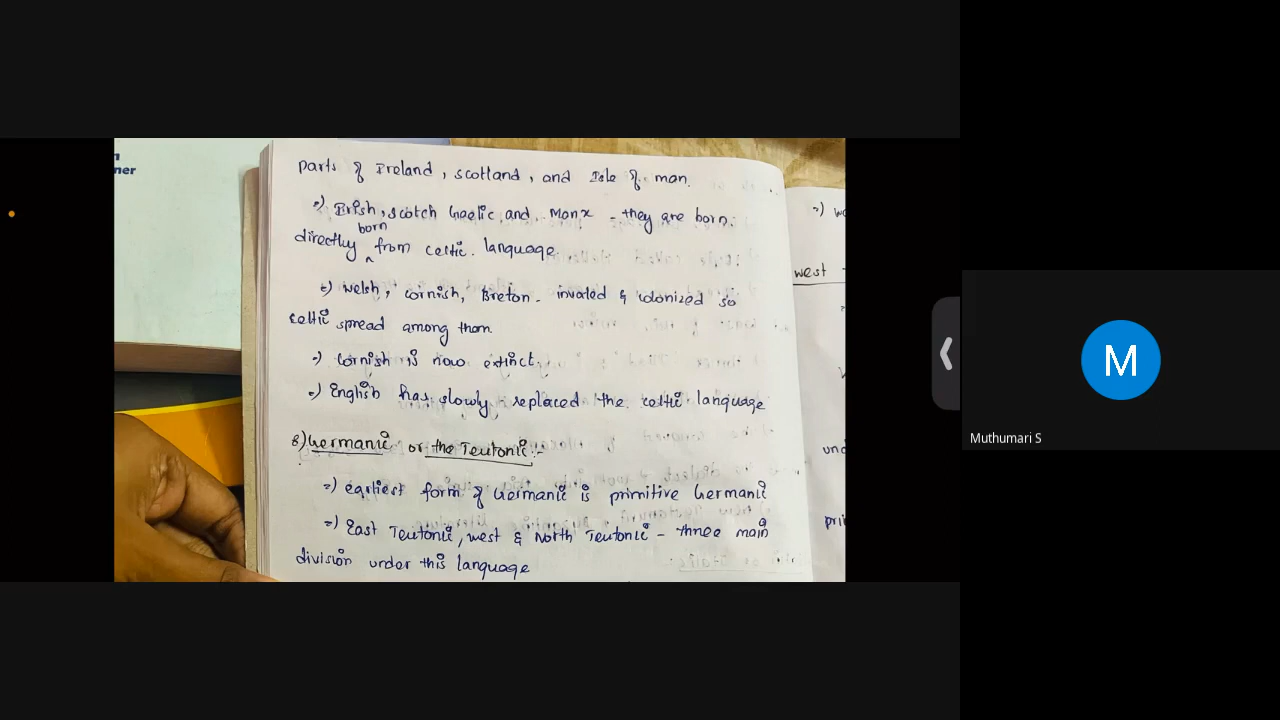 n
ner
parts of Ireland, scotland, and Isle of man.
=) Irish, scotch Gaelic and Manx - they are born.
born
directly ^ from celtic. language.
=) welsh, cornish, Breton - invaded & colonized so
celtic spread among them.
=) Cornish is now extinct.
=) English has slowly replaced the celtic language
8) Germanic or the Teutonic:-
=) earliest form of Germanic is primitive Germanic
=) East Teutonic, west & North Teutonic - three main
division under this language
=) we
west
und
pri
M
Muthumari S